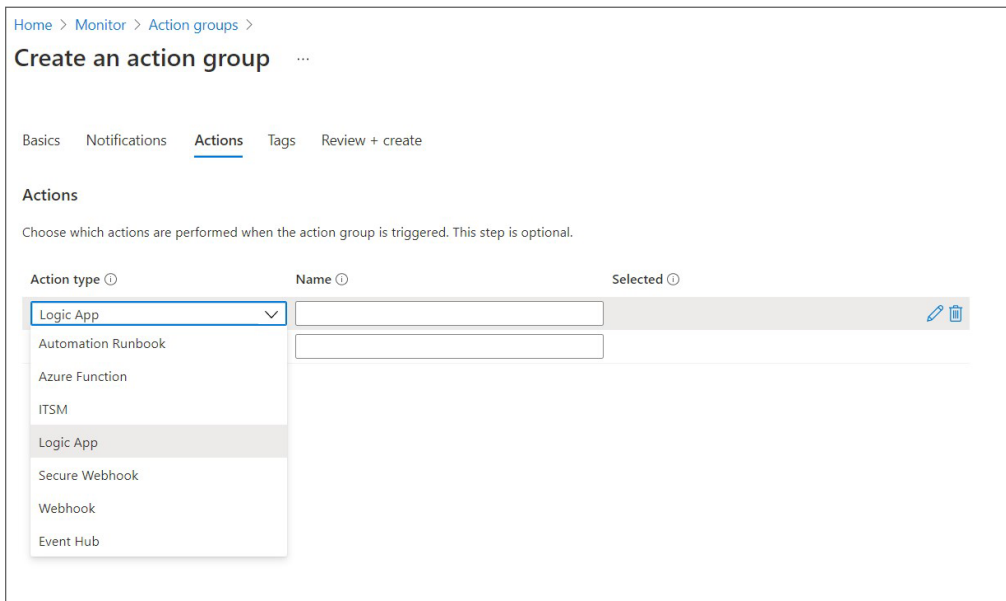 Home > Monitor > Action groups >
Create an action group ...
Basics Notifications Actions Tags Review + create
Actions
Choose which actions are performed when the action group is triggered. This step is optional.
Action type Name Selected
Logic App
Automation Runbook
Azure Function
ITSM
Logic App
Secure Webhook
Webhook
Event Hub